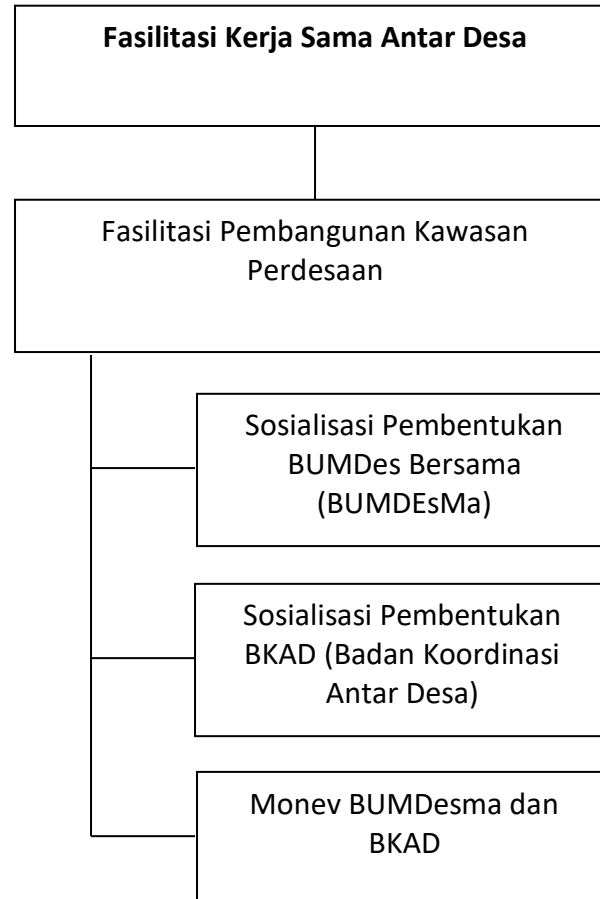 Fasilitasi Kerja Sama Antar Desa
Fasilitasi Pembangunan Kawasan
Perdesaan
Sosialisasi Pembentukan
BUMDes Bersama
(BUMDEsMa)
Sosialisasi Pembentukan
BKAD (Badan Koordinasi
Antar Desa)
Monev BUMDesma dan
BKAD